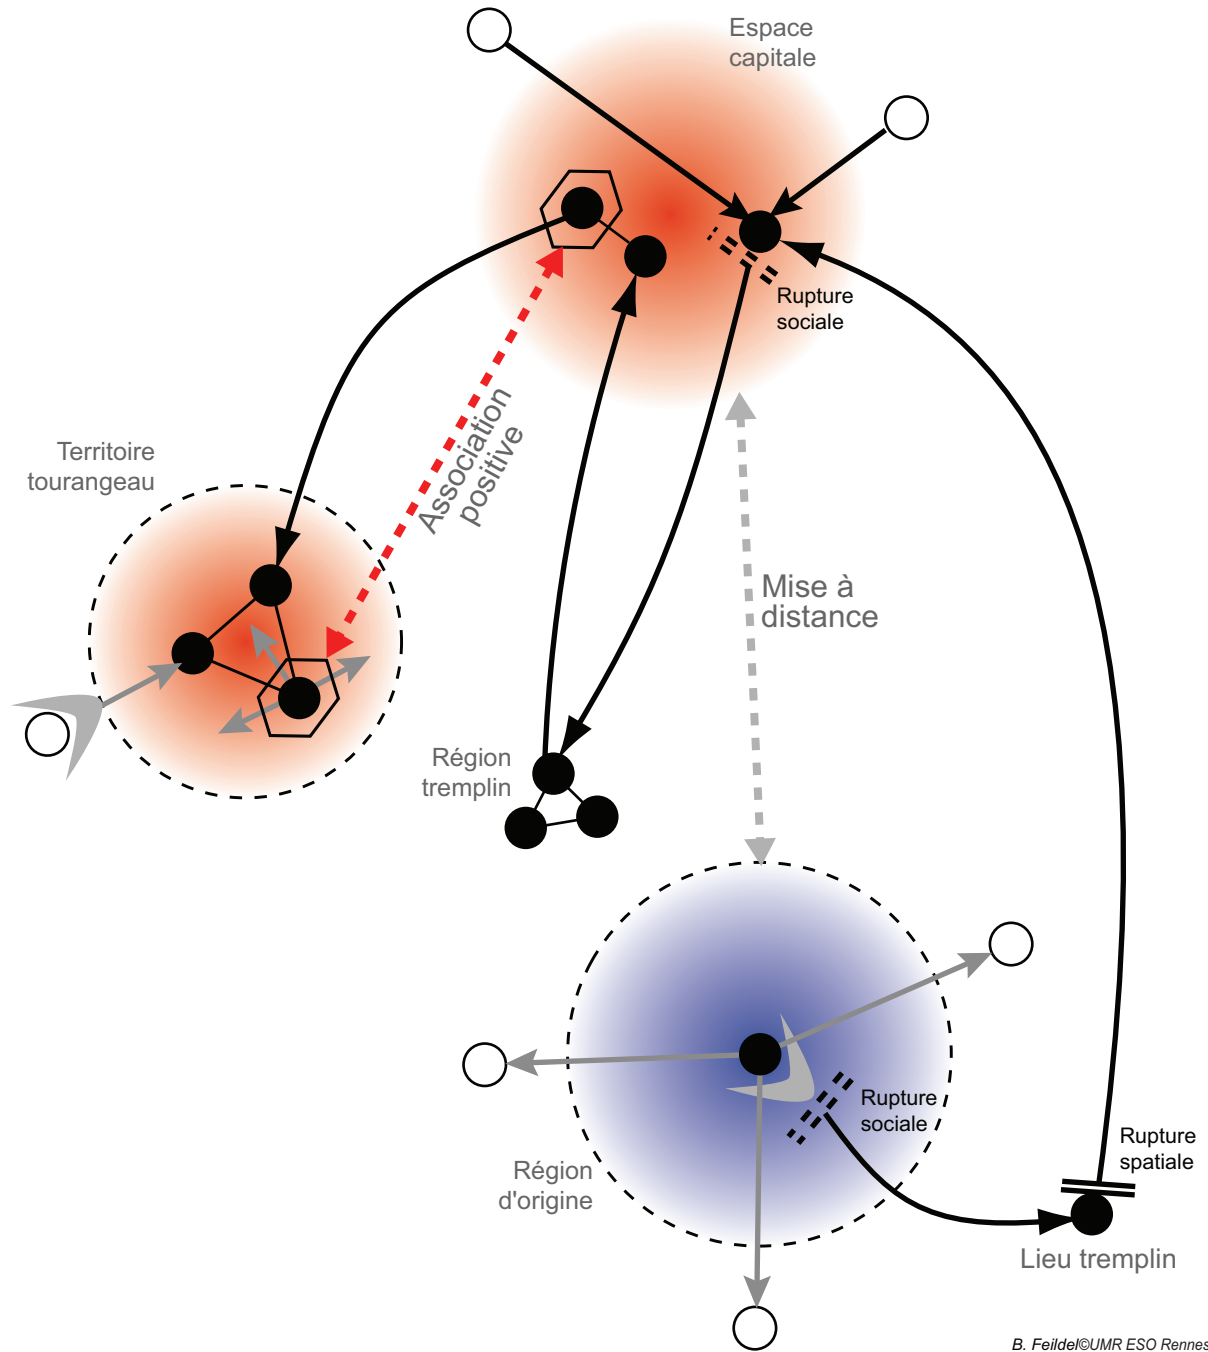 Espace
capitale
Rupture
sociale
Association
positive
Territoire
tourangeau
Mise à
distance
Région
tremplin
Rupture
sociale
Rupture
spatiale
Région
d'origine
Lieu tremplin
B. Feildel©UMR ESO Rennes